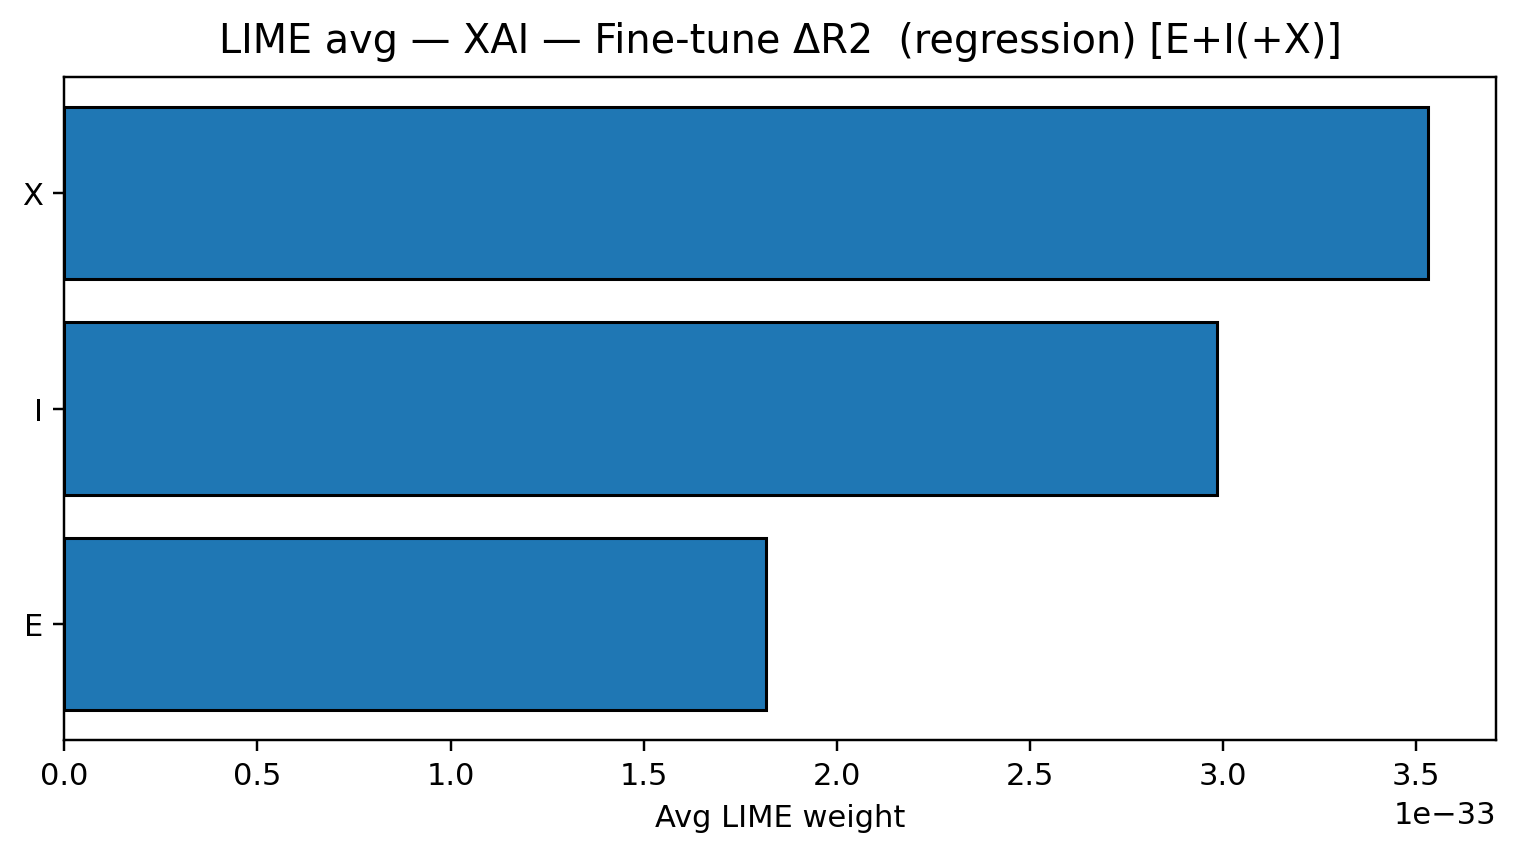 LIME avg — XAI — Fine-tune ΔR2  (regression) [E+I(+X)]
X
I
E
0.0 0.5 1.0 1.5 2.0 2.5 3.0 3.5
Avg LIME weight
1e−33